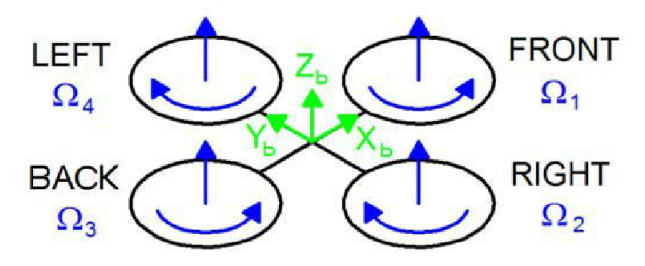 LEFT
Ω4
FRONT
Ω1
Zb
Yb
Xb
BACK
Ω3
RIGHT
Ω2